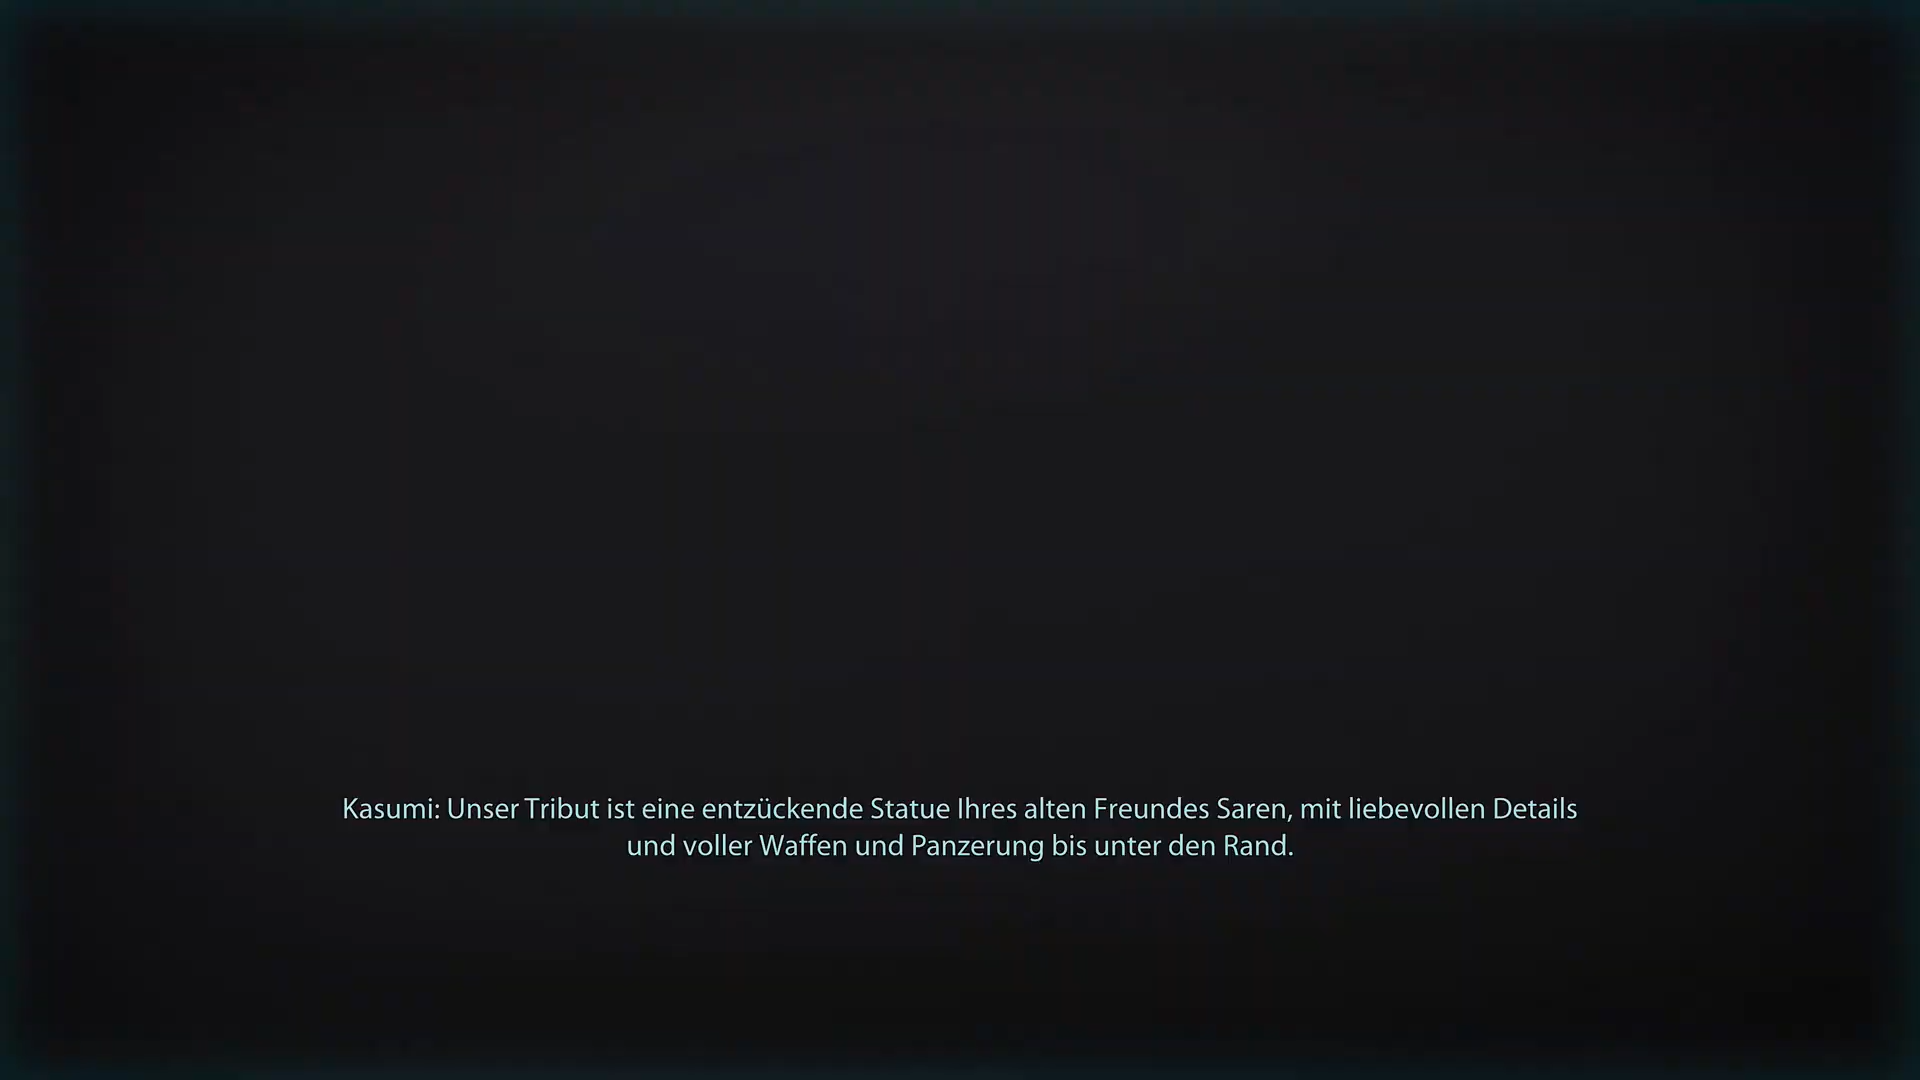 Kasumi: Unser Tribut ist eine entzückende Statue Ihres alten Freundes Saren, mit liebevollen Details
und voller Waffen und Panzerung bis unter den Rand.